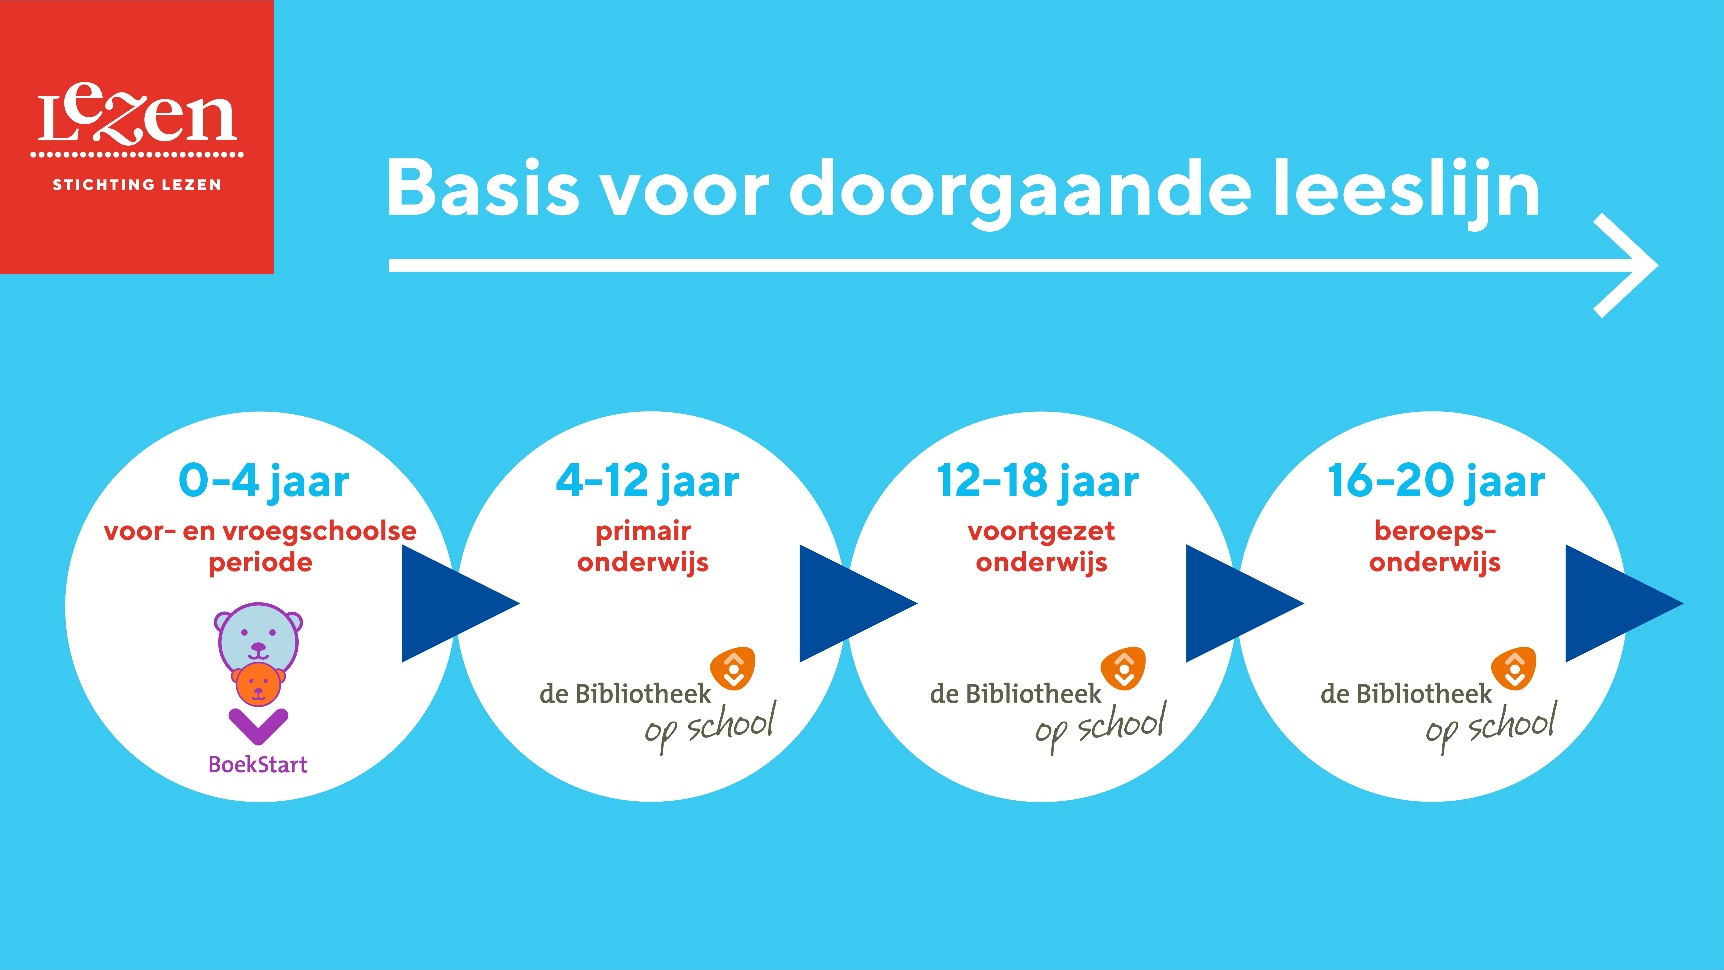 Lezen
STICHTING LEZEN
Basis voor doorgaande leeslijn
0-4 jaar
voor- en vroegschoolse
periode
BoekStart
4-12 jaar
primair
onderwijs
de Bibliotheek
op school
12-18 jaar
voortgezet
onderwijs
de Bibliotheek
op school
16-20 jaar
beroeps-
onderwijs
de Bibliotheek
op school